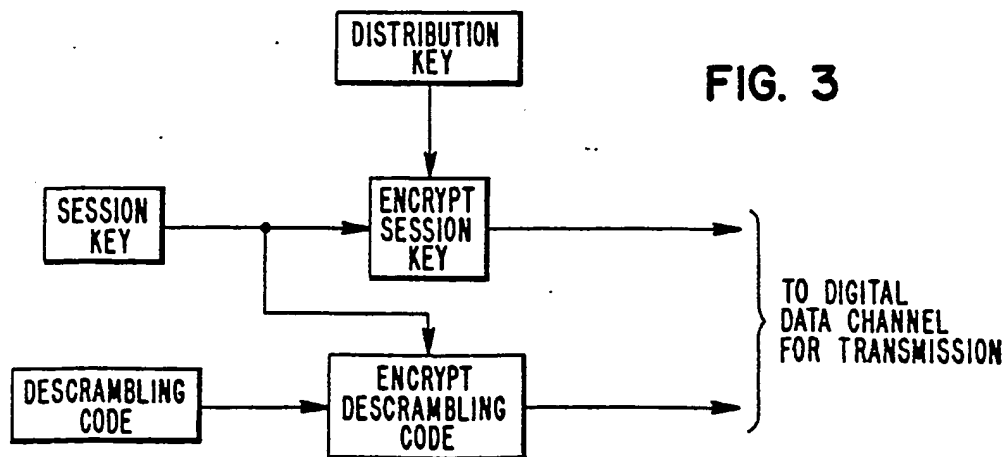 DISTRIBUTION
KEY
FIG. 3
SESSION
KEY
ENCRYPT
SESSION
KEY
TO DIGITAL
DATA CHANNEL
FOR TRANSMISSION
DESCRAMBLING
CODE
ENCRYPT
DESCRAMBLING
CODE